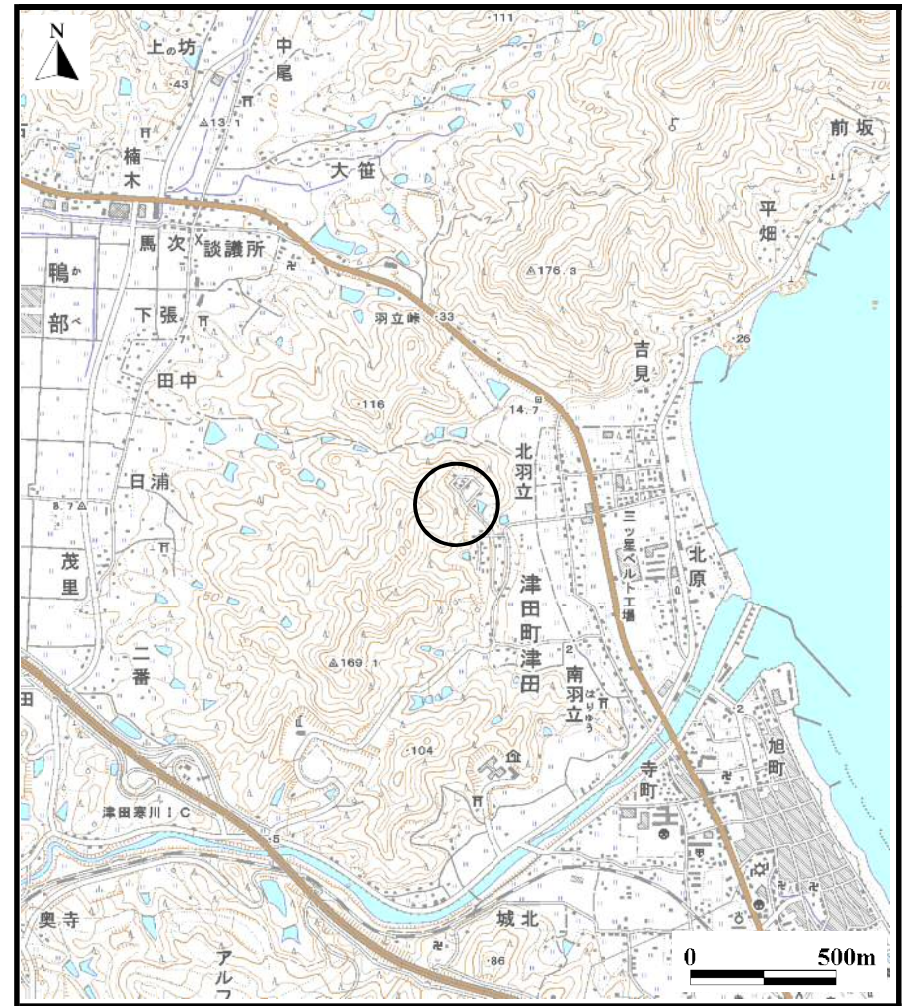 N
上の坊
中尾
・111
・43
△13.1
前坂
楠木
大笹
平畑
馬次
談議所
△176.3
鴨部
かべ
下張
・7
羽立峠
・33
・26
吉見
田中
・116
14.7
北羽立
日浦
8.7△
三ツ星ベルト工場
北原
茂里
津田町津田
二番
△169.1
2
南羽立
はりゅう
・2
田
・104
寺町
旭町
津田寒川IC
・5
奥寺
城北
アルフ
・86
0 500m